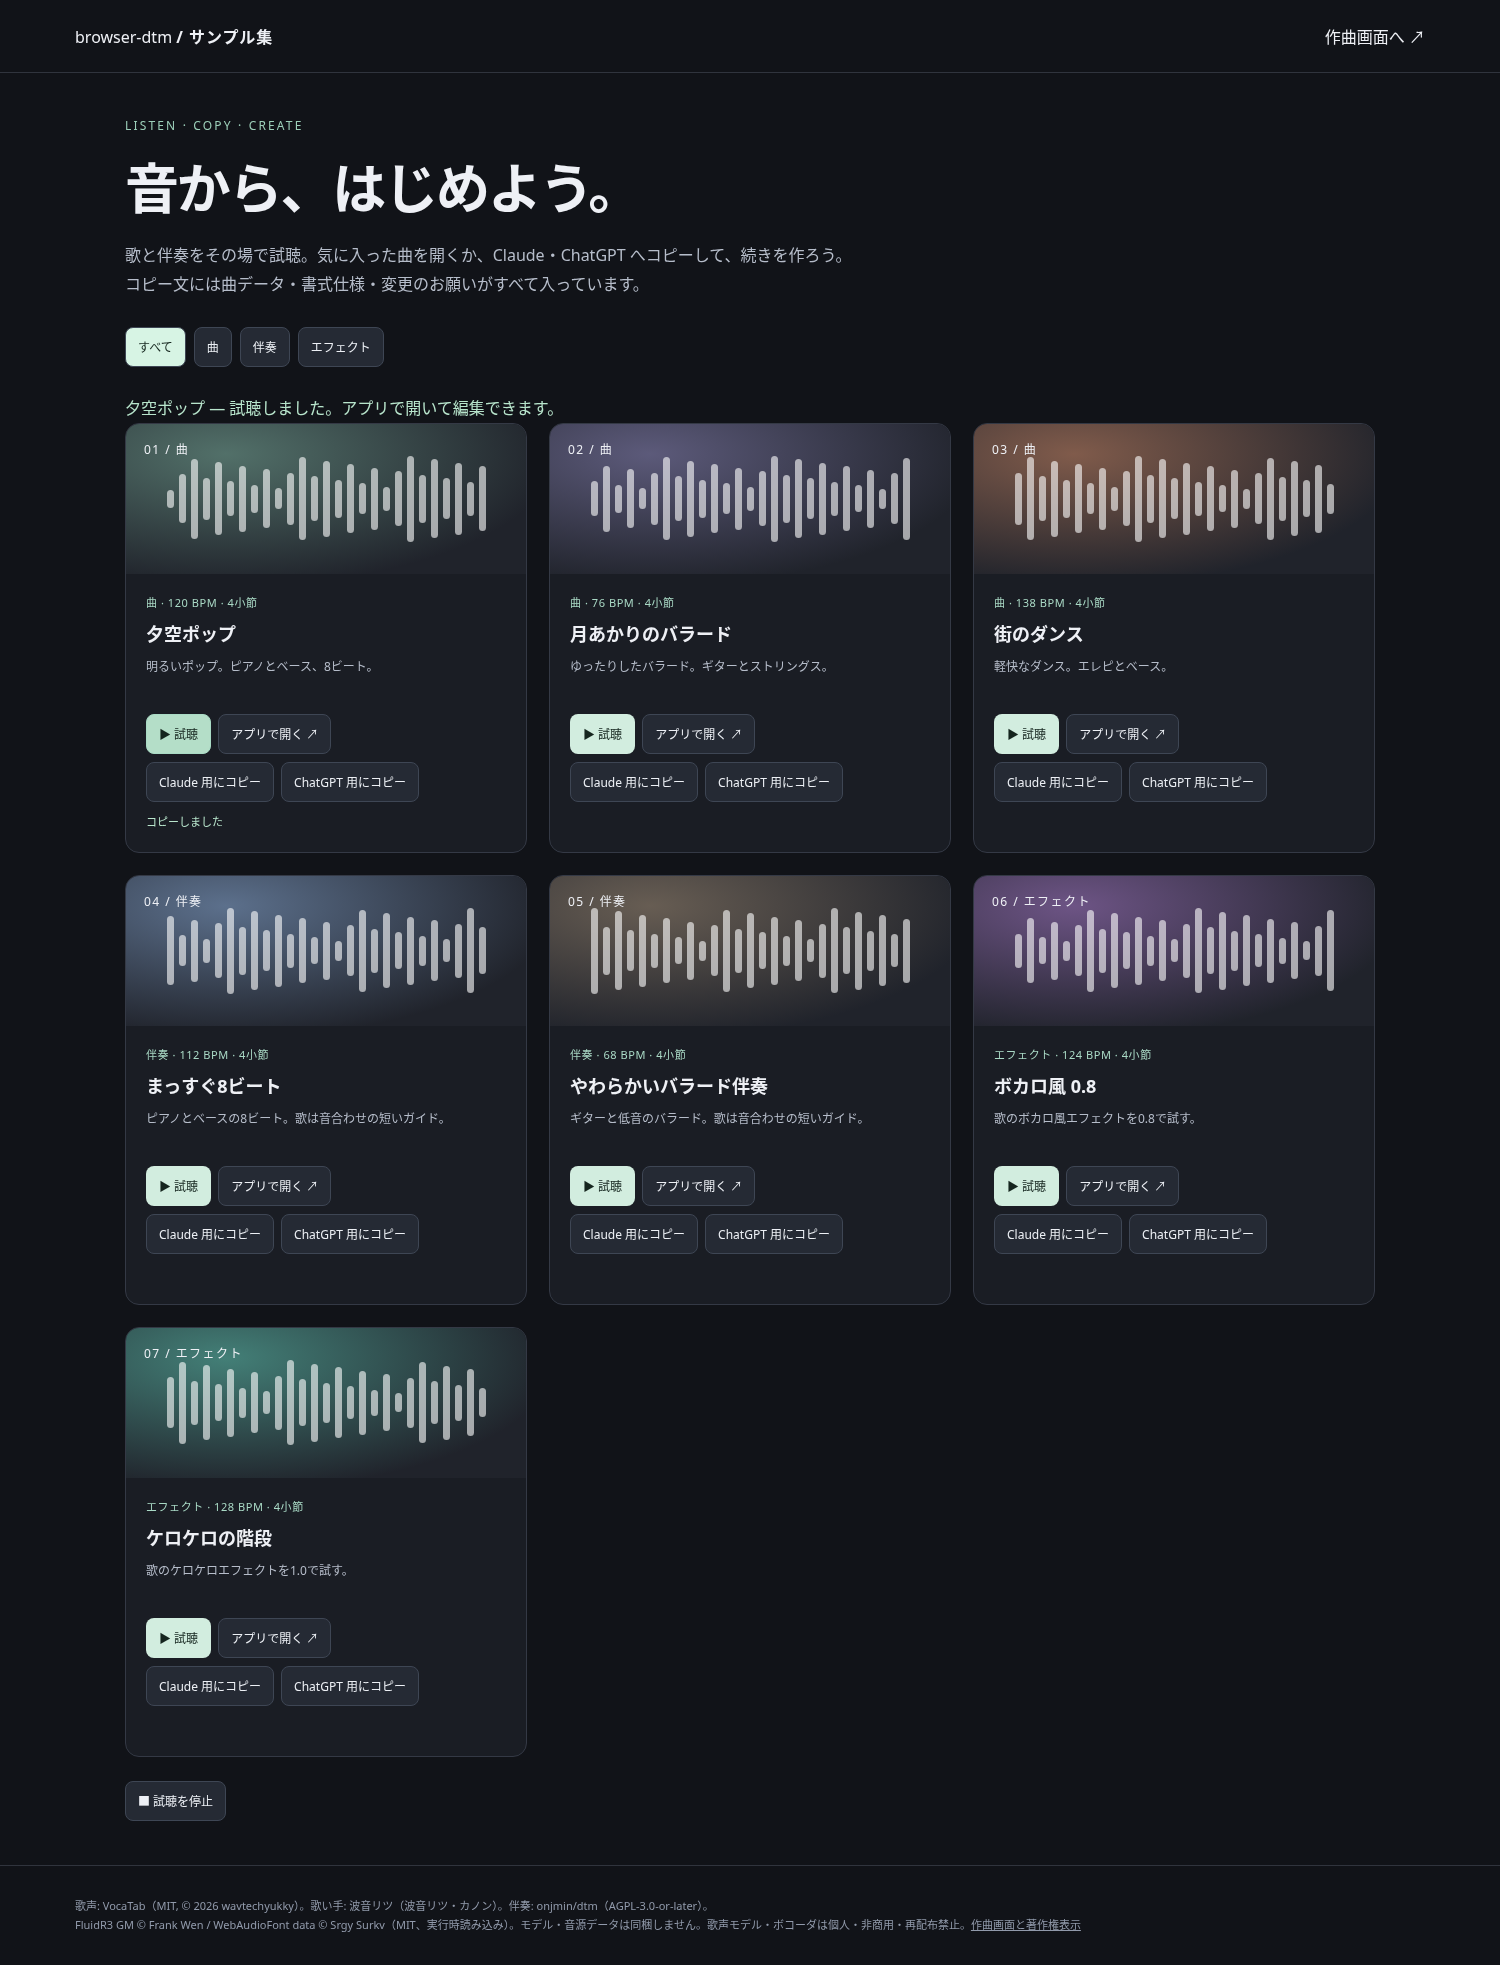 browser-dtm / サンプル集
作曲画面へ ↗
LISTEN · COPY · CREATE
音から、はじめよう。
歌と伴奏をその場で試聴。気に入った曲を開くか、Claude・ChatGPT へコピーして、続きを作ろう。
コピー文には曲データ・書式仕様・変更のお願いがすべて入っています。
すべて 曲 伴奏 エフェクト
夕空ポップ — 試聴しました。アプリで開いて編集できます。
01 / 曲
曲 · 120 BPM · 4小節
夕空ポップ
明るいポップ。ピアノとベース、8ビート。
▶ 試聴 アプリで開く ↗
Claude 用にコピー ChatGPT 用にコピー
コピーしました
02 / 曲
曲 · 76 BPM · 4小節
月あかりのバラード
ゆったりしたバラード。ギターとストリングス。
▶ 試聴 アプリで開く ↗
Claude 用にコピー ChatGPT 用にコピー
03 / 曲
曲 · 138 BPM · 4小節
街のダンス
軽快なダンス。エレピとベース。
▶ 試聴 アプリで開く ↗
Claude 用にコピー ChatGPT 用にコピー
04 / 伴奏
伴奏 · 112 BPM · 4小節
まっすぐ8ビート
ピアノとベースの8ビート。歌は音合わせの短いガイド。
▶ 試聴 アプリで開く ↗
Claude 用にコピー ChatGPT 用にコピー
05 / 伴奏
伴奏 · 68 BPM · 4小節
やわらかいバラード伴奏
ギターと低音のバラード。歌は音合わせの短いガイド。
▶ 試聴 アプリで開く ↗
Claude 用にコピー ChatGPT 用にコピー
06 / エフェクト
エフェクト · 124 BPM · 4小節
ボカロ風 0.8
歌のボカロ風エフェクトを0.8で試す。
▶ 試聴 アプリで開く ↗
Claude 用にコピー ChatGPT 用にコピー
07 / エフェクト
エフェクト · 128 BPM · 4小節
ケロケロの階段
歌のケロケロエフェクトを1.0で試す。
▶ 試聴 アプリで開く ↗
Claude 用にコピー ChatGPT 用にコピー
■ 試聴を停止
歌声: VocaTab（MIT, © 2026 wavtechyukky）。歌い手: 波音リツ（波音リツ・カノン）。伴奏: onjmin/dtm（AGPL-3.0-or-later）。
FluidR3 GM © Frank Wen / WebAudioFont data © Srgy Surkv（MIT、実行時読み込み）。モデル・音源データは同梱しません。歌声モデル・ボコーダは個人・非商用・再配布禁止。作曲画面と著作権表示